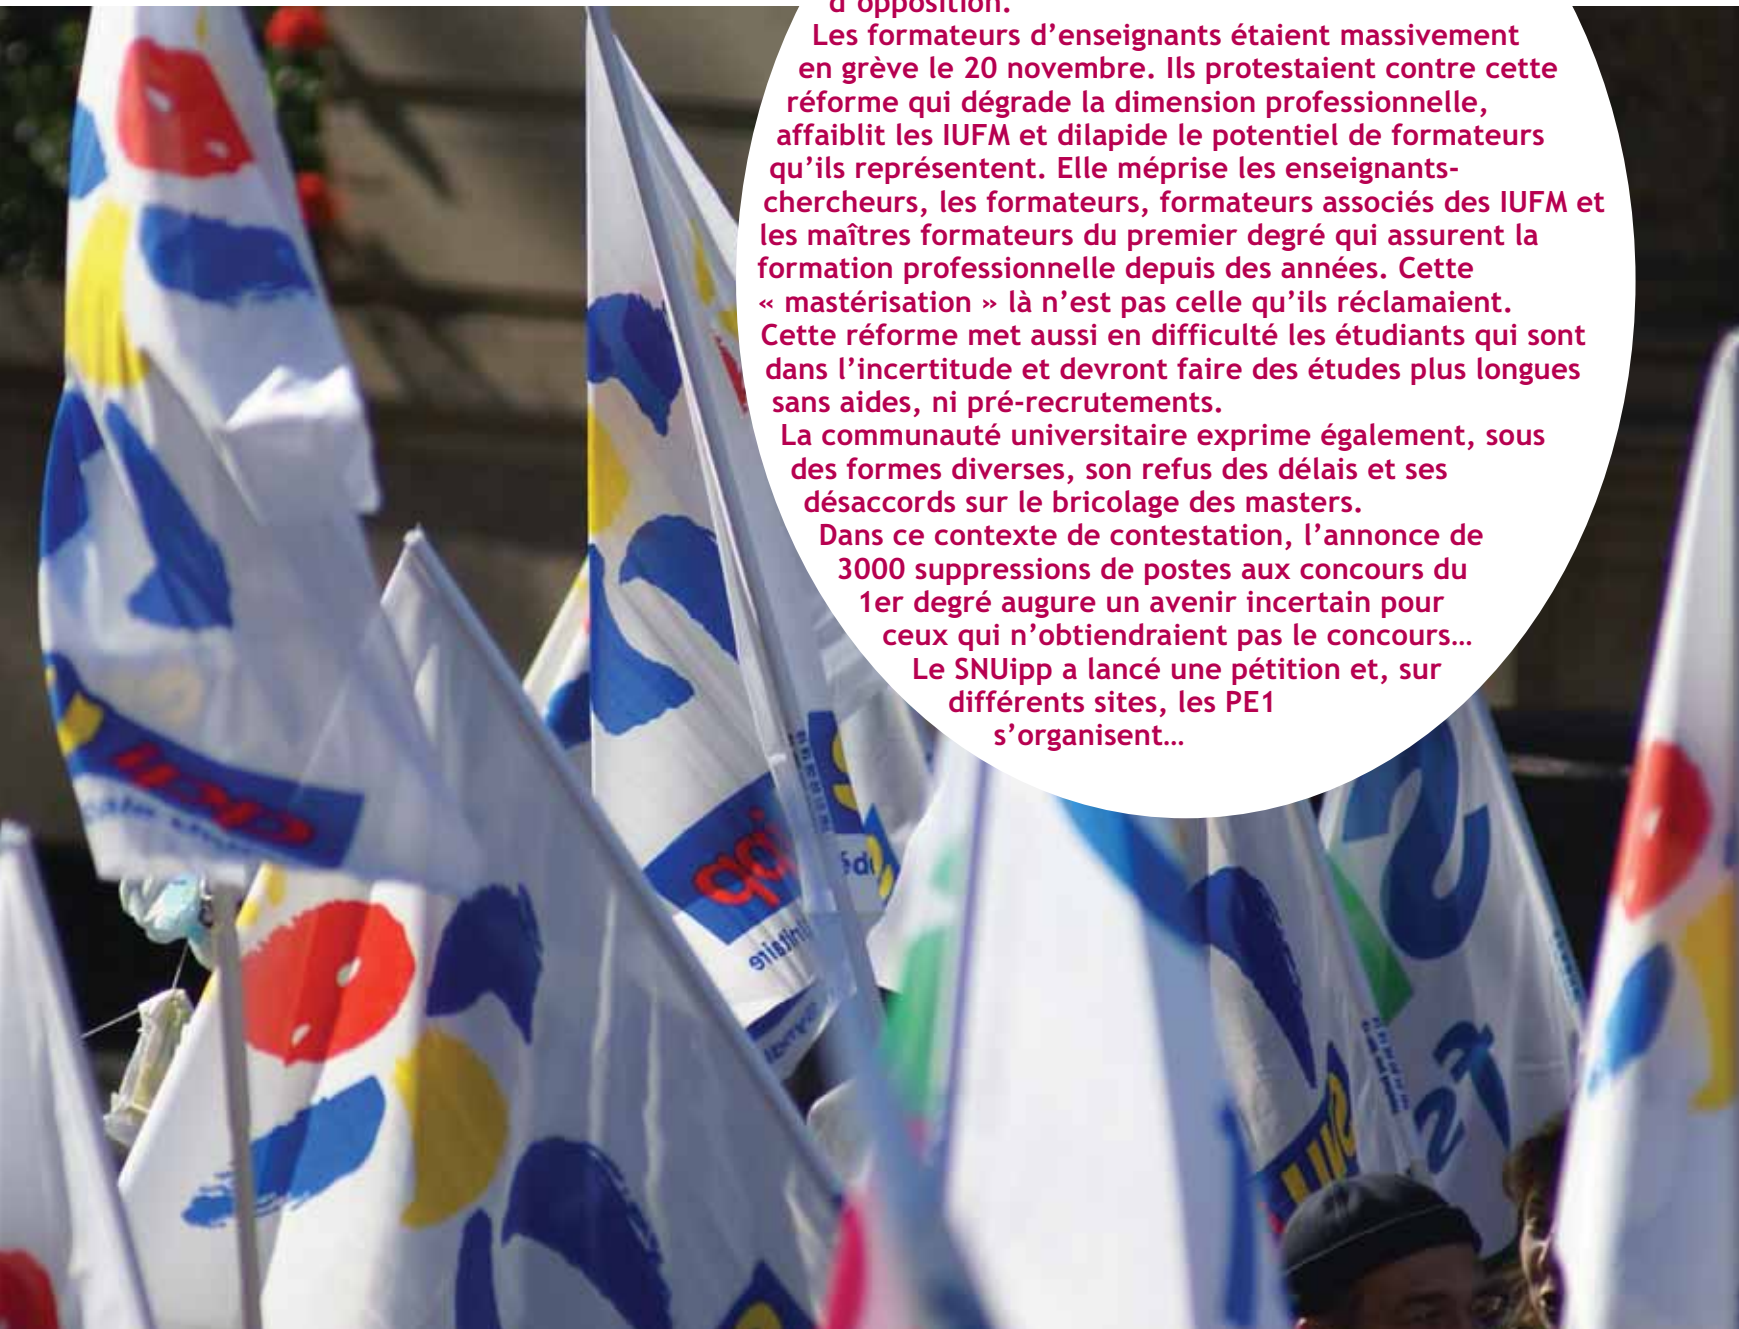 d'opposition.
Les formateurs d'enseignants étaient massivement
en grève le 20 novembre. Ils protestaient contre cette
réforme qui dégrade la dimension professionnelle,
affaiblit les IUFM et dilapide le potentiel de formateurs
qu'ils représentent. Elle méprise les enseignants-
chercheurs, les formateurs, formateurs associés des IUFM et
les maîtres formateurs du premier degré qui assurent la
formation professionnelle depuis des années. Cette
« mastérisation » là n'est pas celle qu'ils réclamaient.
Cette réforme met aussi en difficulté les étudiants qui sont
dans l'incertitude et devront faire des études plus longues
sans aides, ni pré-recrutements.
La communauté universitaire exprime également, sous
des formes diverses, son refus des délais et ses
désaccords sur le bricolage des masters.
Dans ce contexte de contestation, l'annonce de
3000 suppressions de postes aux concours du
1er degré augure un avenir incertain pour
ceux qui n'obtiendraient pas le concours…
Le SNUipp a lancé une pétition et, sur
différents sites, les PE1
s'organisent…